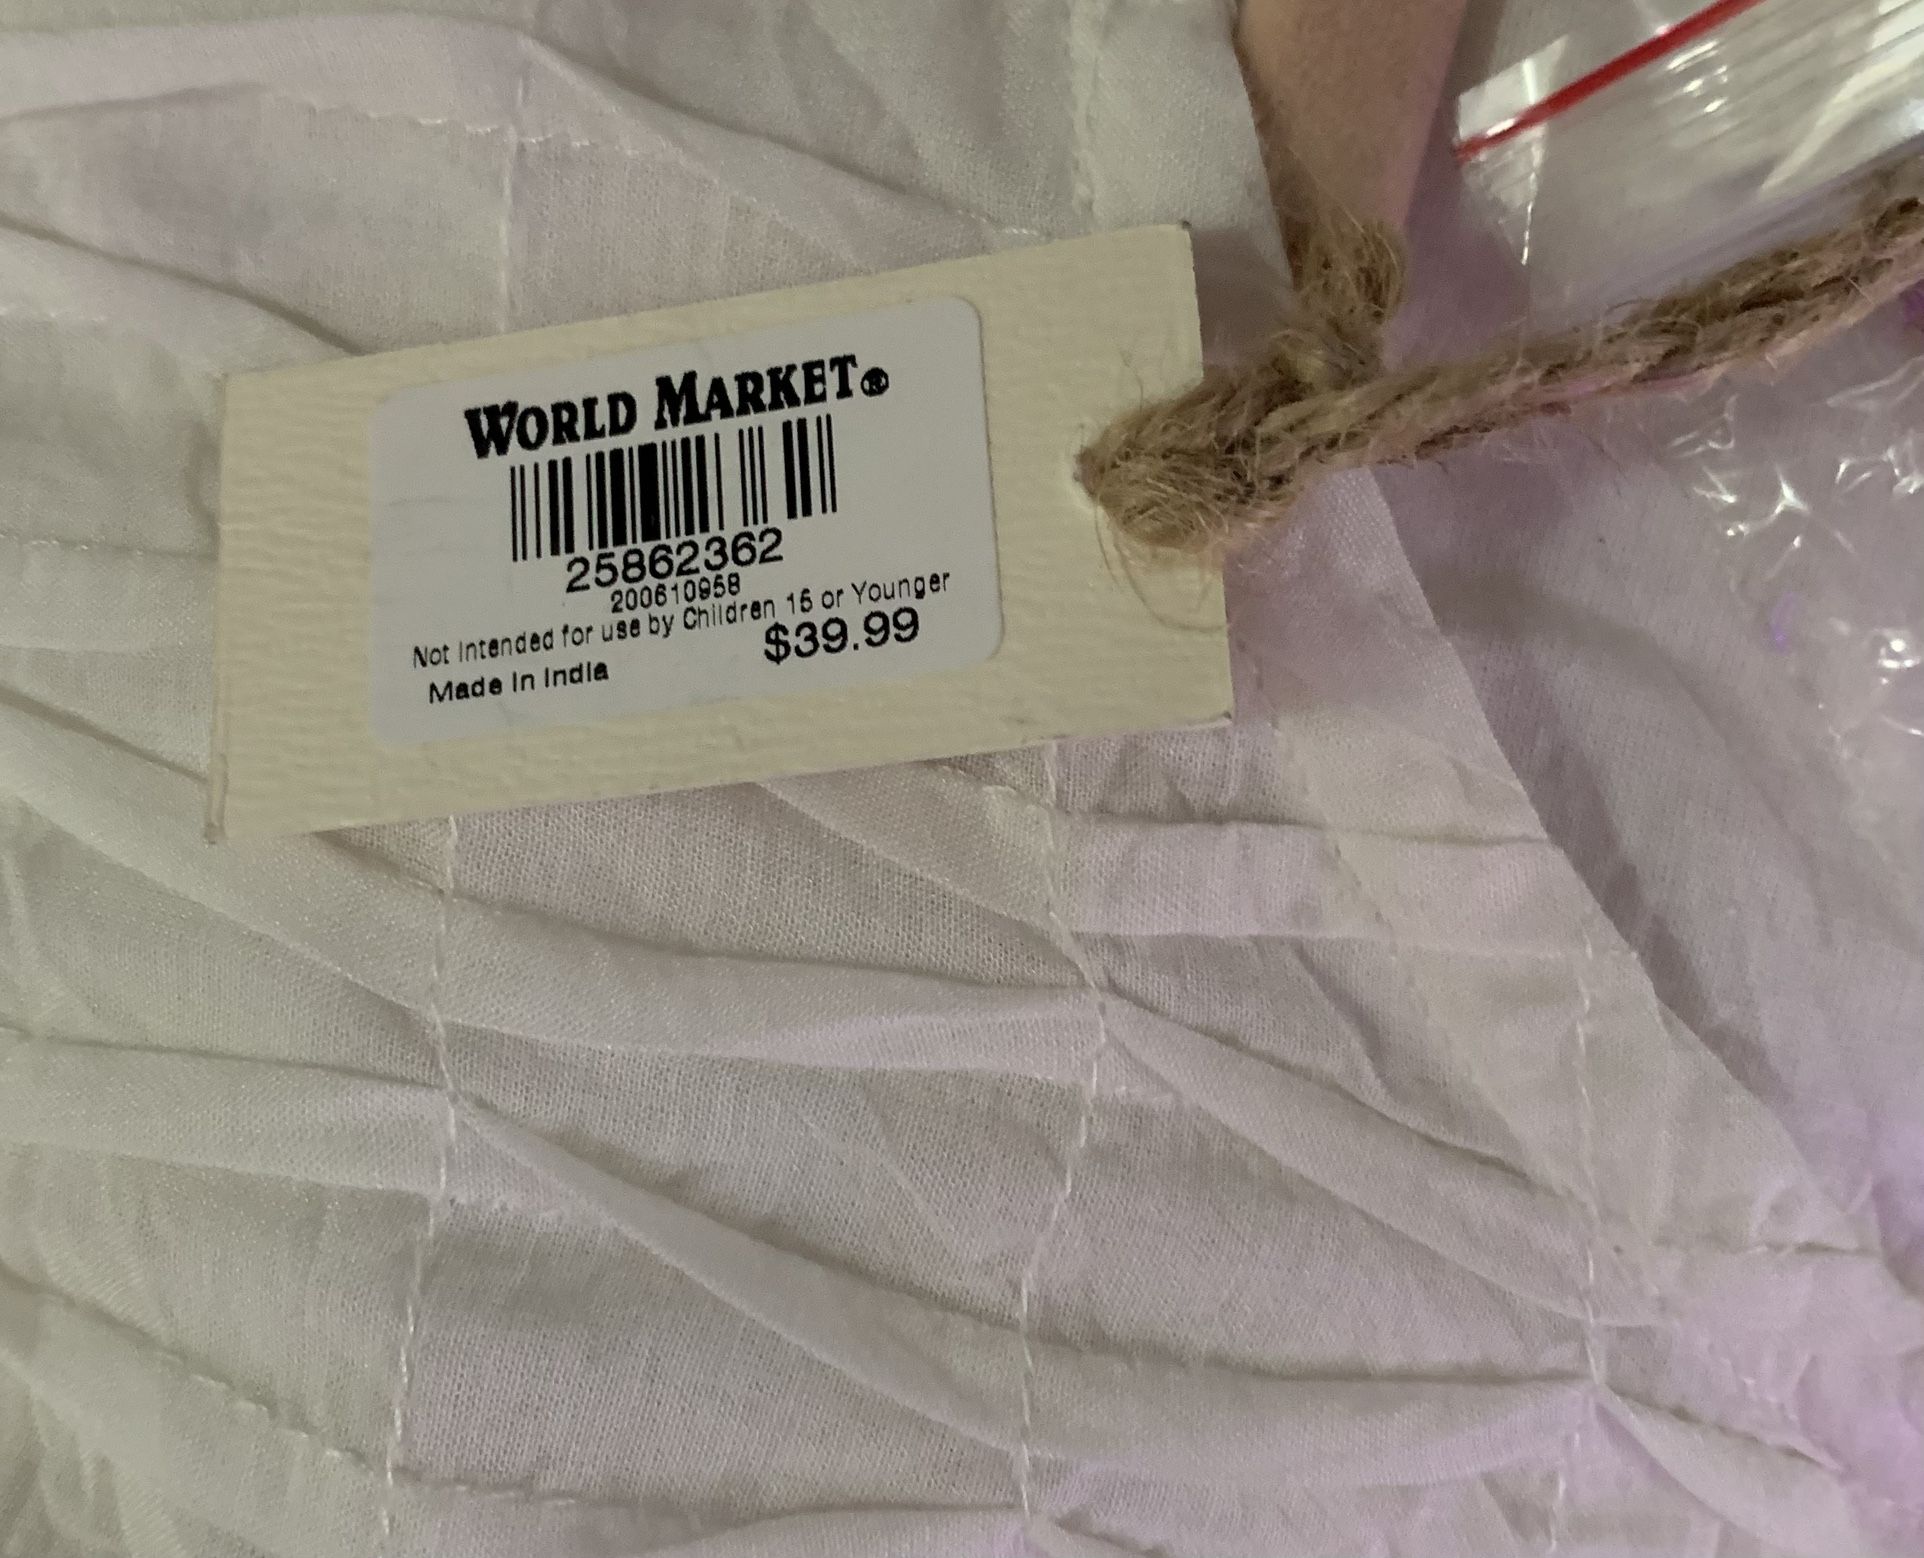 WORLD MARKET®
25862362
200610958
Not Intended for use by Children 15 or Younger
$39.99
Made In India